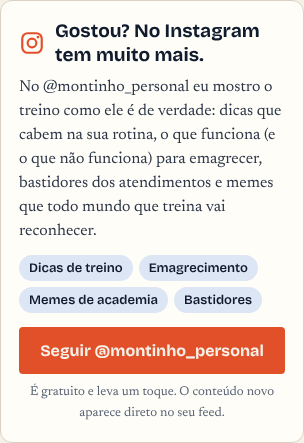 Gostou? No Instagram
tem muito mais.
No @montinho_personal eu mostro o
treino como ele é de verdade: dicas que
cabem na sua rotina, o que funciona (e
o que não funciona) para emagrecer,
bastidores dos atendimentos e memes
que todo mundo que treina vai
reconhecer.
Dicas de treino
Emagrecimento
Memes de academia
Bastidores
Seguir @montinho_personal
É gratuito e leva um toque. O conteúdo novo
aparece direto no seu feed.